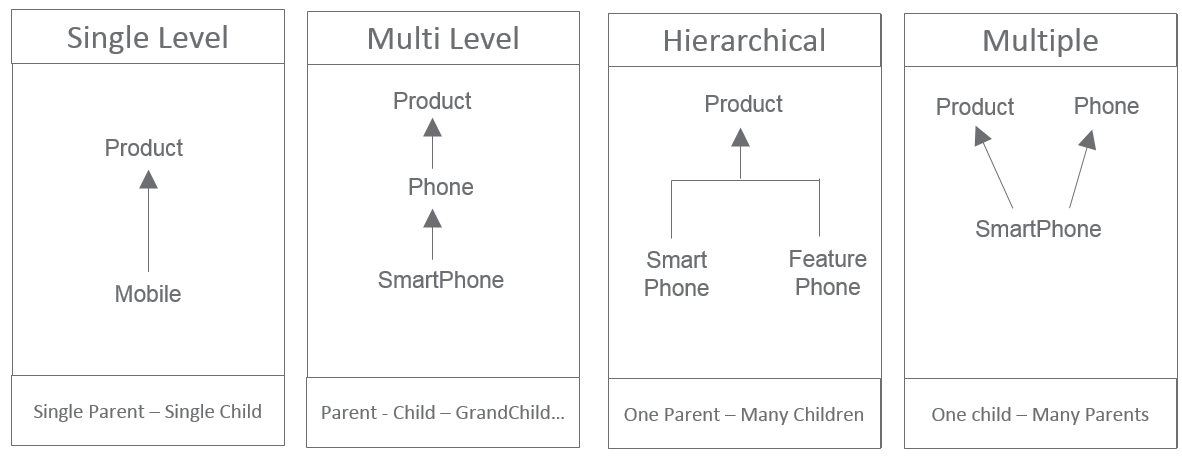 Single Level
Product
Mobile
Single Parent – Single Child
Multi Level
Product
Phone
SmartPhone
Parent - Child – GrandChild...
Hierarchical
Product
Smart
Phone
Feature
Phone
One Parent – Many Children
Multiple
Product
Phone
SmartPhone
One child – Many Parents